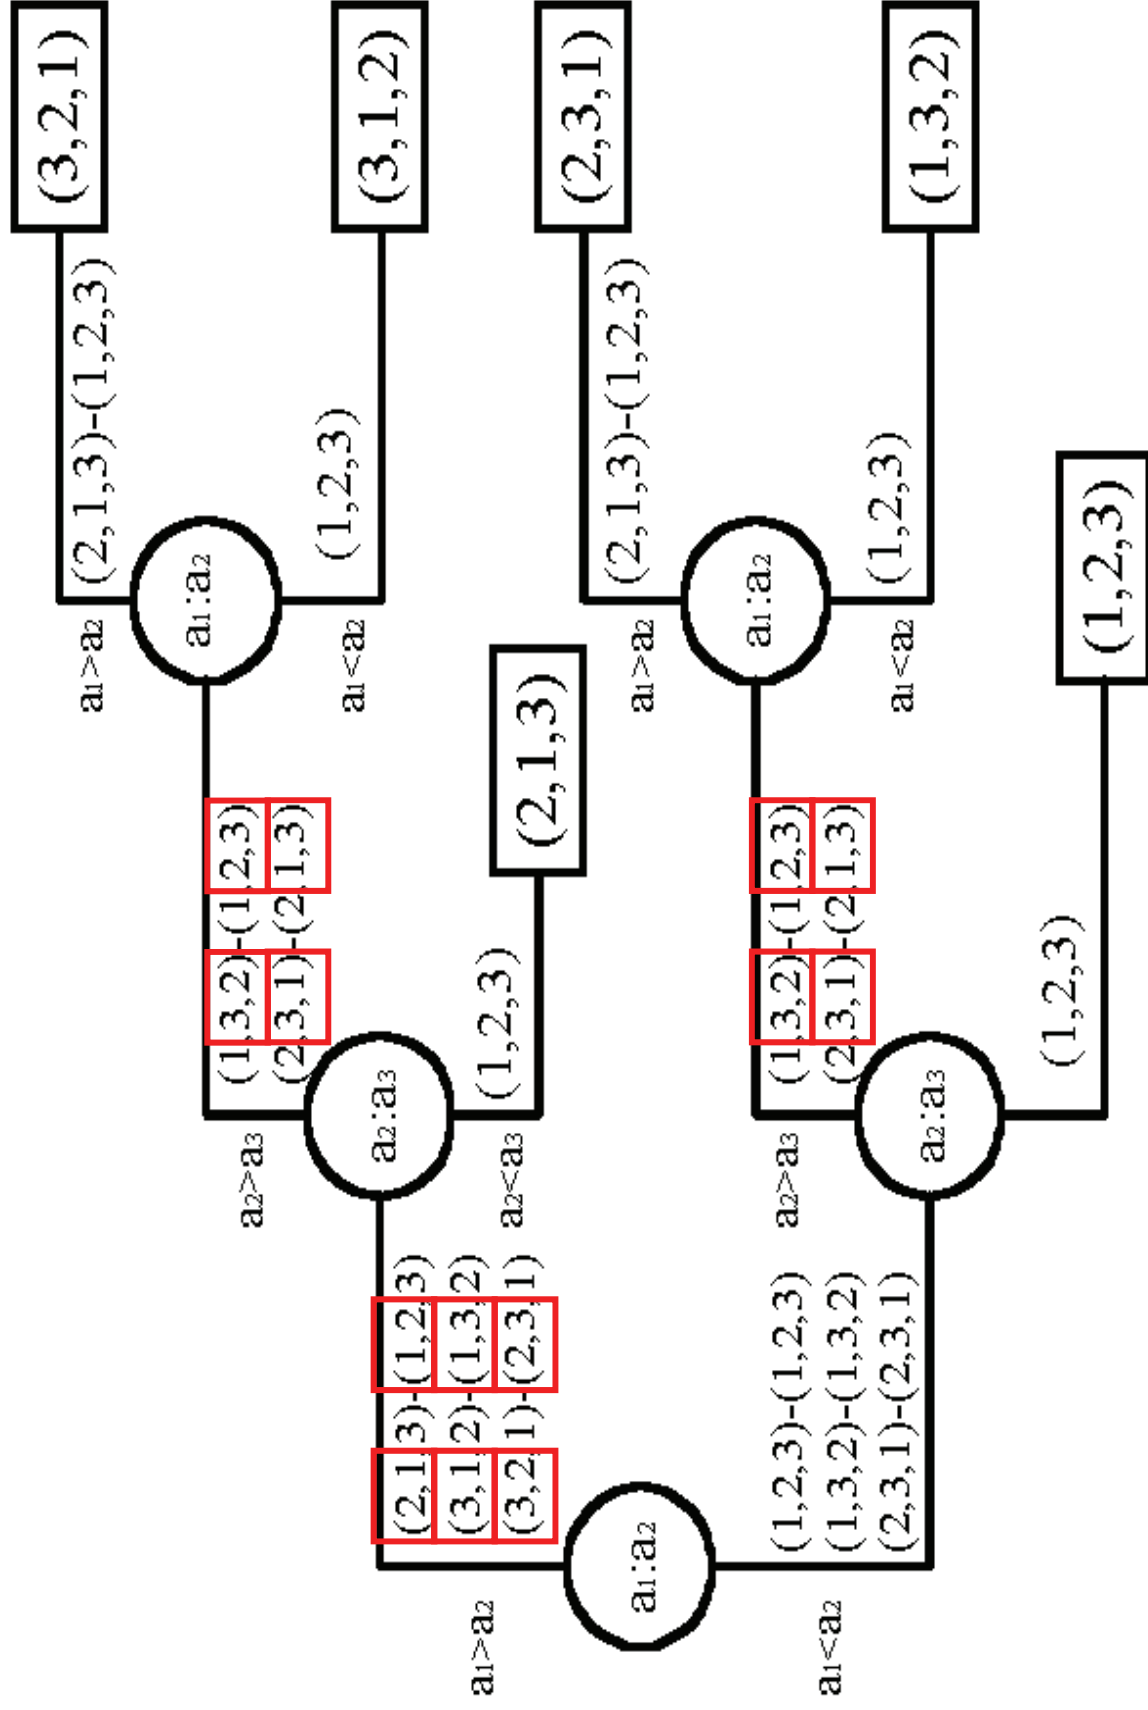 (3,2,1)
a1>a2
(2,1,3)-(1,2,3)
a1:a2
a2>a3
(1,3,2)-(1,2,3)
(2,3,1)-(2,1,3)
(1,2,3)
a1<a2
(3,1,2)
a2:a3
(2,1,3)-(1,2,3)
(3,1,2)-(1,3,2)
(3,2,1)-(2,3,1)
a1>a2
(1,2,3)
a2<a3
(2,1,3)
(2,3,1)
a1>a2
(2,1,3)-(1,2,3)
a1:a2
a1:a2
a2>a3
(1,3,2)-(1,2,3)
(2,3,1)-(2,1,3)
(1,2,3)-(1,2,3)
(1,3,2)-(1,3,2)
(2,3,1)-(2,3,1)
a1<a2
(1,2,3)
a1<a2
(1,3,2)
a2:a3
(1,2,3)
(1,2,3)